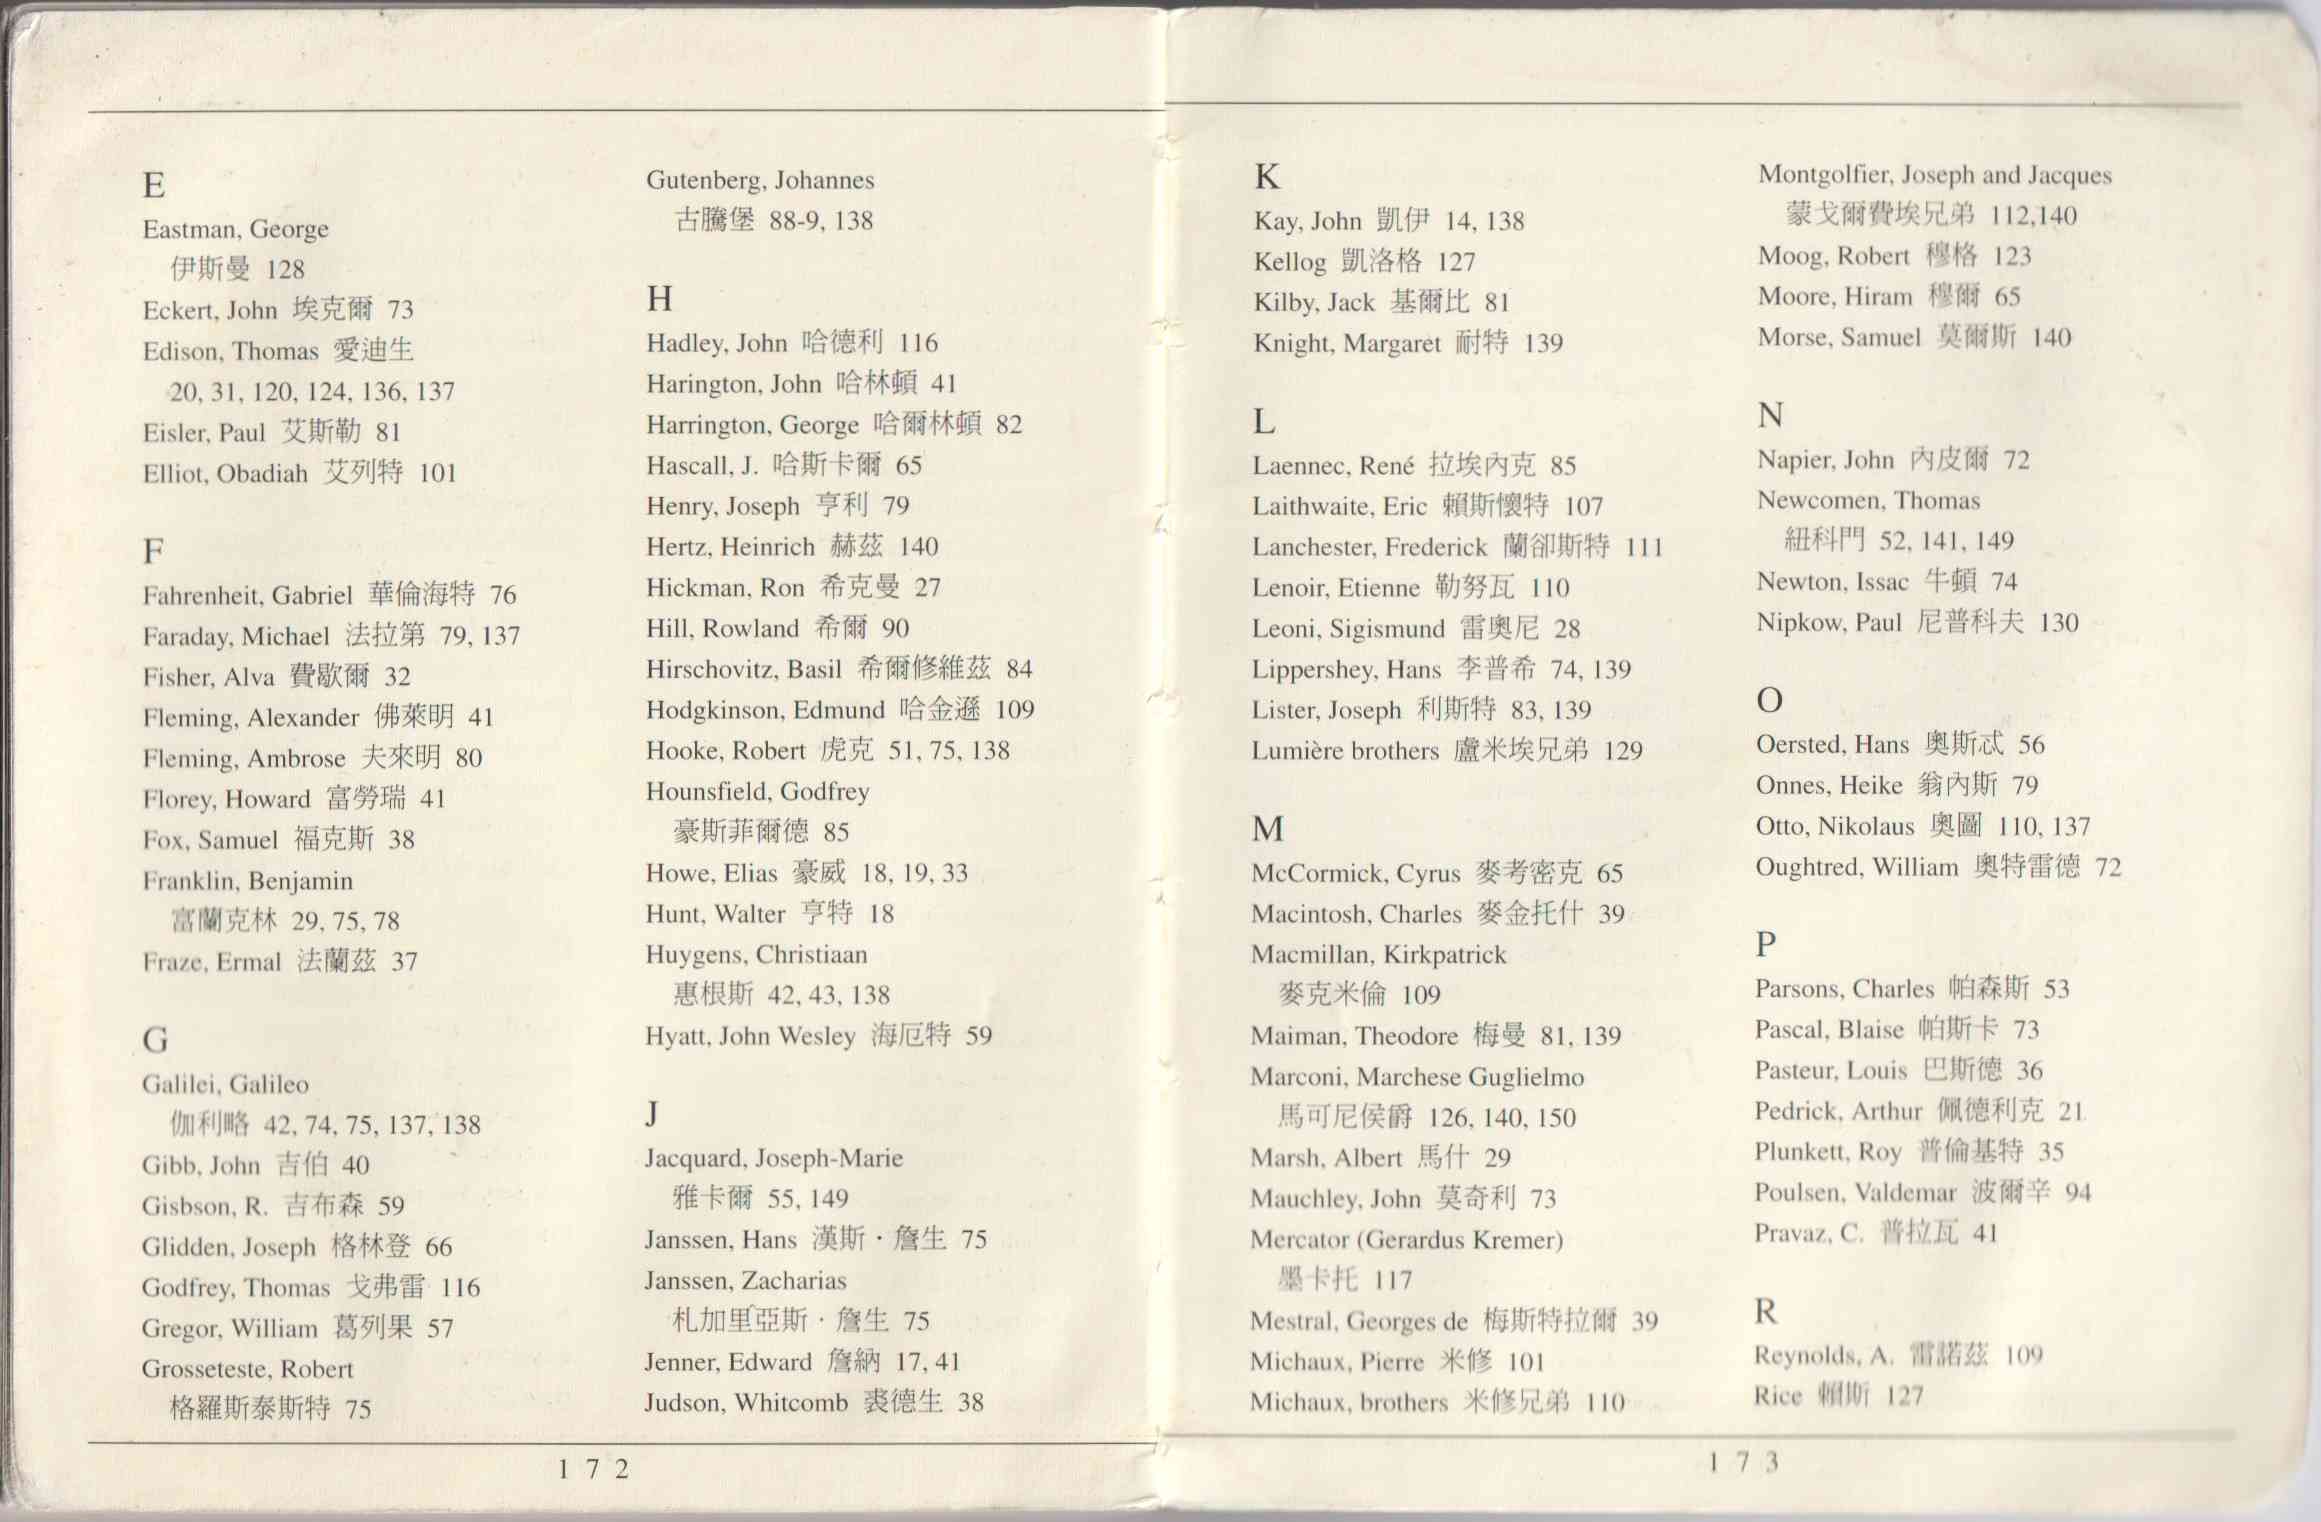 E
Eastman, George
伊斯曼 128
Eckert, John 埃克爾 73
Edison, Thomas 愛迪生
20, 31, 120, 124, 136, 137
Eisler, Paul 艾斯勒 81
Elliot, Obadiah 艾列特 101
F
Fahrenheit, Gabriel 華倫海特 76
Faraday, Michael 法拉第 79, 137
Fisher, Alva 費歇爾 32
Fleming, Alexander 佛萊明 41
Fleming, Ambrose 夫來明 80
Florey, Howard 富勞瑞 41
Fox, Samuel 福克斯 38
Franklin, Benjamin
富蘭克林 29, 75, 78
Fraze, Ermal 法蘭茲 37
G
Galilei, Galileo
伽利略 42, 74, 75, 137, 138
Gibb, John 吉伯 40
Gisbson, R. 吉布森 59
Glidden, Joseph 格林登 66
Godfrey, Thomas 戈弗雷 116
Gregor, William 葛列果 57
Grosseteste, Robert
格羅斯泰斯特 75
Gutenberg, Johannes
古騰堡 88-9, 138
H
Hadley, John 哈德利 116
Harington, John 哈林頓 41
Harrington, George 哈爾林頓 82
Hascall, J. 哈斯卡爾 65
Henry, Joseph 亨利 79
Hertz, Heinrich 赫茲 140
Hickman, Ron 希克曼 27
Hill, Rowland 希爾 90
Hirschovitz, Basil 希爾修維茲 84
Hodgkinson, Edmund 哈金遜 109
Hooke, Robert 虎克 51, 75, 138
Hounsfield, Godfrey
豪斯菲爾德 85
Howe, Elias 豪威 18, 19, 33
Hunt, Walter 亨特 18
Huygens, Christiaan
惠根斯 42, 43, 138
Hyatt, John Wesley 海厄特 59
J
Jacquard, Joseph-Marie
雅卡爾 55, 149
Janssen, Hans 漢斯・詹生 75
Janssen, Zacharias
札加里亞斯・詹生 75
Jenner, Edward 詹納 17, 41
Judson, Whitcomb 裘德生 38
172
K
Kay, John 凱伊 14, 138
Kellog 凱洛格 127
Kilby, Jack 基爾比 81
Knight, Margaret 耐特 139
L
Laennec, René 拉埃內克 85
Laithwaite, Eric 賴斯懷特 107
Lanchester, Frederick 蘭卻斯特 111
Lenoir, Etienne 勒努瓦 110
Leoni, Sigismund 雷奧尼 28
Lippershey, Hans 李普希 74, 139
Lister, Joseph 利斯特 83, 139
Lumière brothers 盧米埃兄弟 129
M
McCormick, Cyrus 麥考密克 65
Macintosh, Charles 麥金托什 39
Macmillan, Kirkpatrick
麥克米倫 109
Maiman, Theodore 梅曼 81, 139
Marconi, Marchese Guglielmo
馬可尼侯爵 126, 140, 150
Marsh, Albert 馬什 29
Mauchley, John 莫奇利 73
Mercator (Gerardus Kremer)
墨卡托 117
Mestral, Georges de 梅斯特拉爾 39
Michaux, Pierre 米修 101
Michaux, brothers 米修兄弟 110
Montgolfier, Joseph and Jacques
蒙戈爾費埃兄弟 112,140
Moog, Robert 穆格 123
Moore, Hiram 穆爾 65
Morse, Samuel 莫爾斯 140
N
Napier, John 內皮爾 72
Newcomen, Thomas
紐科門 52, 141, 149
Newton, Issac 牛頓 74
Nipkow, Paul 尼普科夫 130
O
Oersted, Hans 奧斯忒 56
Onnes, Heike 翁內斯 79
Otto, Nikolaus 奧圖 110, 137
Oughtred, William 奧特雷德 72
P
Parsons, Charles 帕森斯 53
Pascal, Blaise 帕斯卡 73
Pasteur, Louis 巴斯德 36
Pedrick, Arthur 佩德利克 21
Plunkett, Roy 普倫基特 35
Poulsen, Valdemar 波爾辛 94
Pravaz, C. 普拉瓦 41
R
Reynolds, A. 雷諾茲 109
Rice 賴斯 127
173